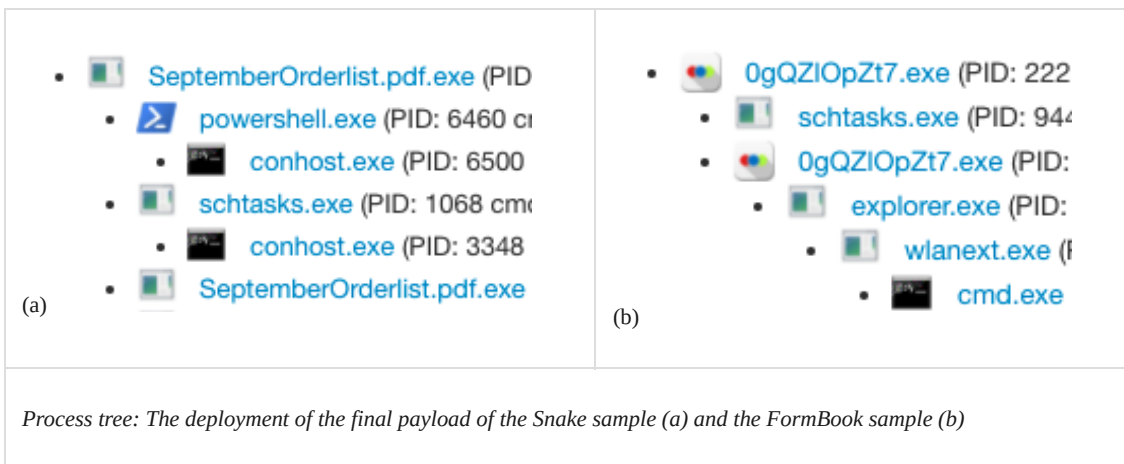 SeptemberOrderlist.pdf.exe (PID
powershell.exe (PID: 6460 cr
conhost.exe (PID: 6500
schtasks.exe (PID: 1068 cmd
conhost.exe (PID: 3348
SeptemberOrderlist.pdf.exe
(a)
0gQZIOpZt7.exe (PID: 222
schtasks.exe (PID: 944
0gQZIOpZt7.exe (PID:
explorer.exe (PID:
wlanext.exe (
cmd.exe
(b)
Process tree: The deployment of the final payload of the Snake sample (a) and the FormBook sample (b)